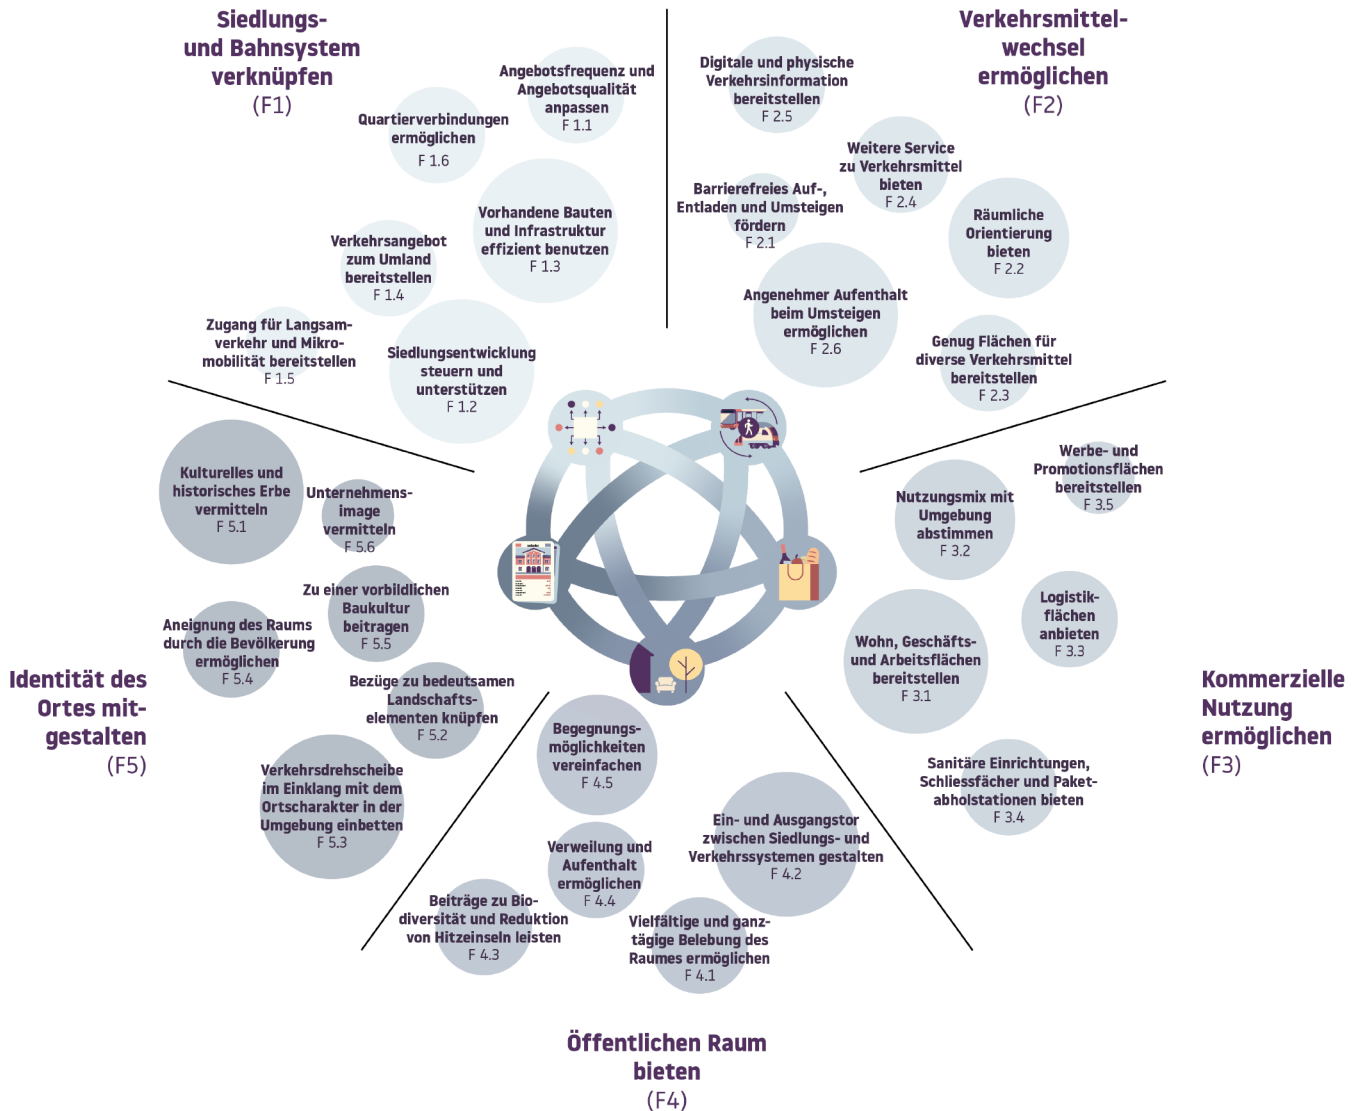 Siedlungs-
und Bahnsystem
verknüpfen
(F1)
Angebotsfrequenz und
Angebotsqualität
anpassen
F 1.1
Quartierverbindungen
ermöglichen
F 1.6
Vorhandene Bauten
und Infrastruktur
effizient benutzen
F 1.3
Verkehrsangebot
zum Umland
bereitstellen
F 1.4
Zugang für Langsam-
verkehr und Mikro-
mobilität bereitstellen
F 1.5
Siedlungsentwicklung
steuern und
unterstützen
F 1.2
Verkehrsmittel-
wechsel
ermöglichen
(F2)
Digitale und physische
Verkehrsinformation
bereitstellen
F 2.5
Weitere Service
zu Verkehrsmittel
bieten
F 2.4
Barrierefreies Auf-,
Entladen und Umsteigen
fördern
F 2.1
Räumliche
Orientierung
bieten
F 2.2
Angenehmer Aufenthalt
beim Umsteigen
ermöglichen
F 2.6
Genug Flächen für
diverse Verkehrsmittel
bereitstellen
F 2.3
Werbe- und
Promotionsflächen
bereitstellen
F 3.5
Nutzungsmix mit
Umgebung
abstimmen
F 3.2
Logistik-
flächen
anbieten
F 3.3
Wohn, Geschäfts-
und Arbeitsflächen
bereitstellen
F 3.1
Kommerzielle
Nutzung
ermöglichen
(F3)
Sanitäre Einrichtungen,
Schliessfächer und Paket-
abholstationen bieten
F 3.4
Kulturelles und
historisches Erbe
vermitteln
F 5.1
Unternehmens-
image
vermitteln
F 5.6
Zu einer vorbildlichen
Baukultur
beitragen
F 5.5
Aneignung des Raums
durch die Bevölkerung
ermöglichen
F 5.4
Identität des
Ortes mit-
gestalten
(F5)
Bezüge zu bedeutsamen
Landschafts-
elementen knüpfen
F 5.2
Verkehrsdrehscheibe
im Einklang mit dem
Ortscharakter in der
Umgebung einbetten
F 5.3
Begegnungs-
möglichkeiten
vereinfachen
F 4.5
Ein- und Ausgangstor
zwischen Siedlungs- und
Verkehrssystemen gestalten
F 4.2
Verweilung und
Aufenthalt
ermöglichen
F 4.4
Beiträge zu Bio-
diversität und Reduktion
von Hitzeinseln leisten
F 4.3
Vielfältige und ganz-
tägige Belebung des
Raumes ermöglichen
F 4.1
Öffentlichen Raum
bieten
(F4)